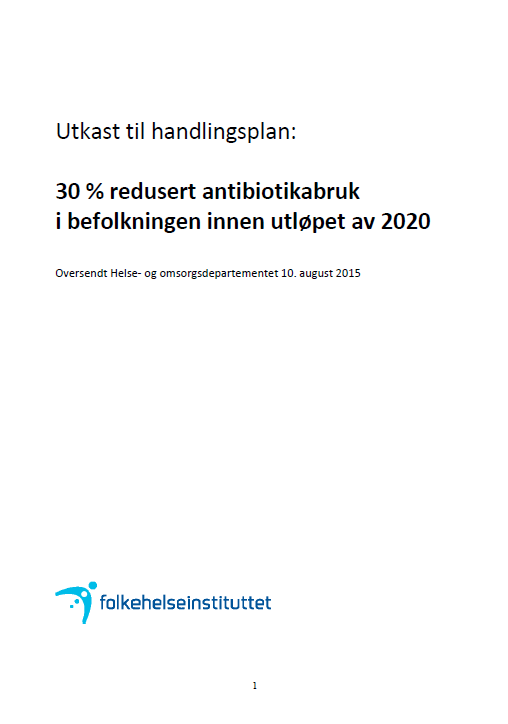 Utkast til handlingsplan:
30 % redusert antibiotikabruk
i befolkningen innen utløpet av 2020
Oversendt Helse- og omsorgsdepartementet 10. august 2015
folkehelseinstituttet
1